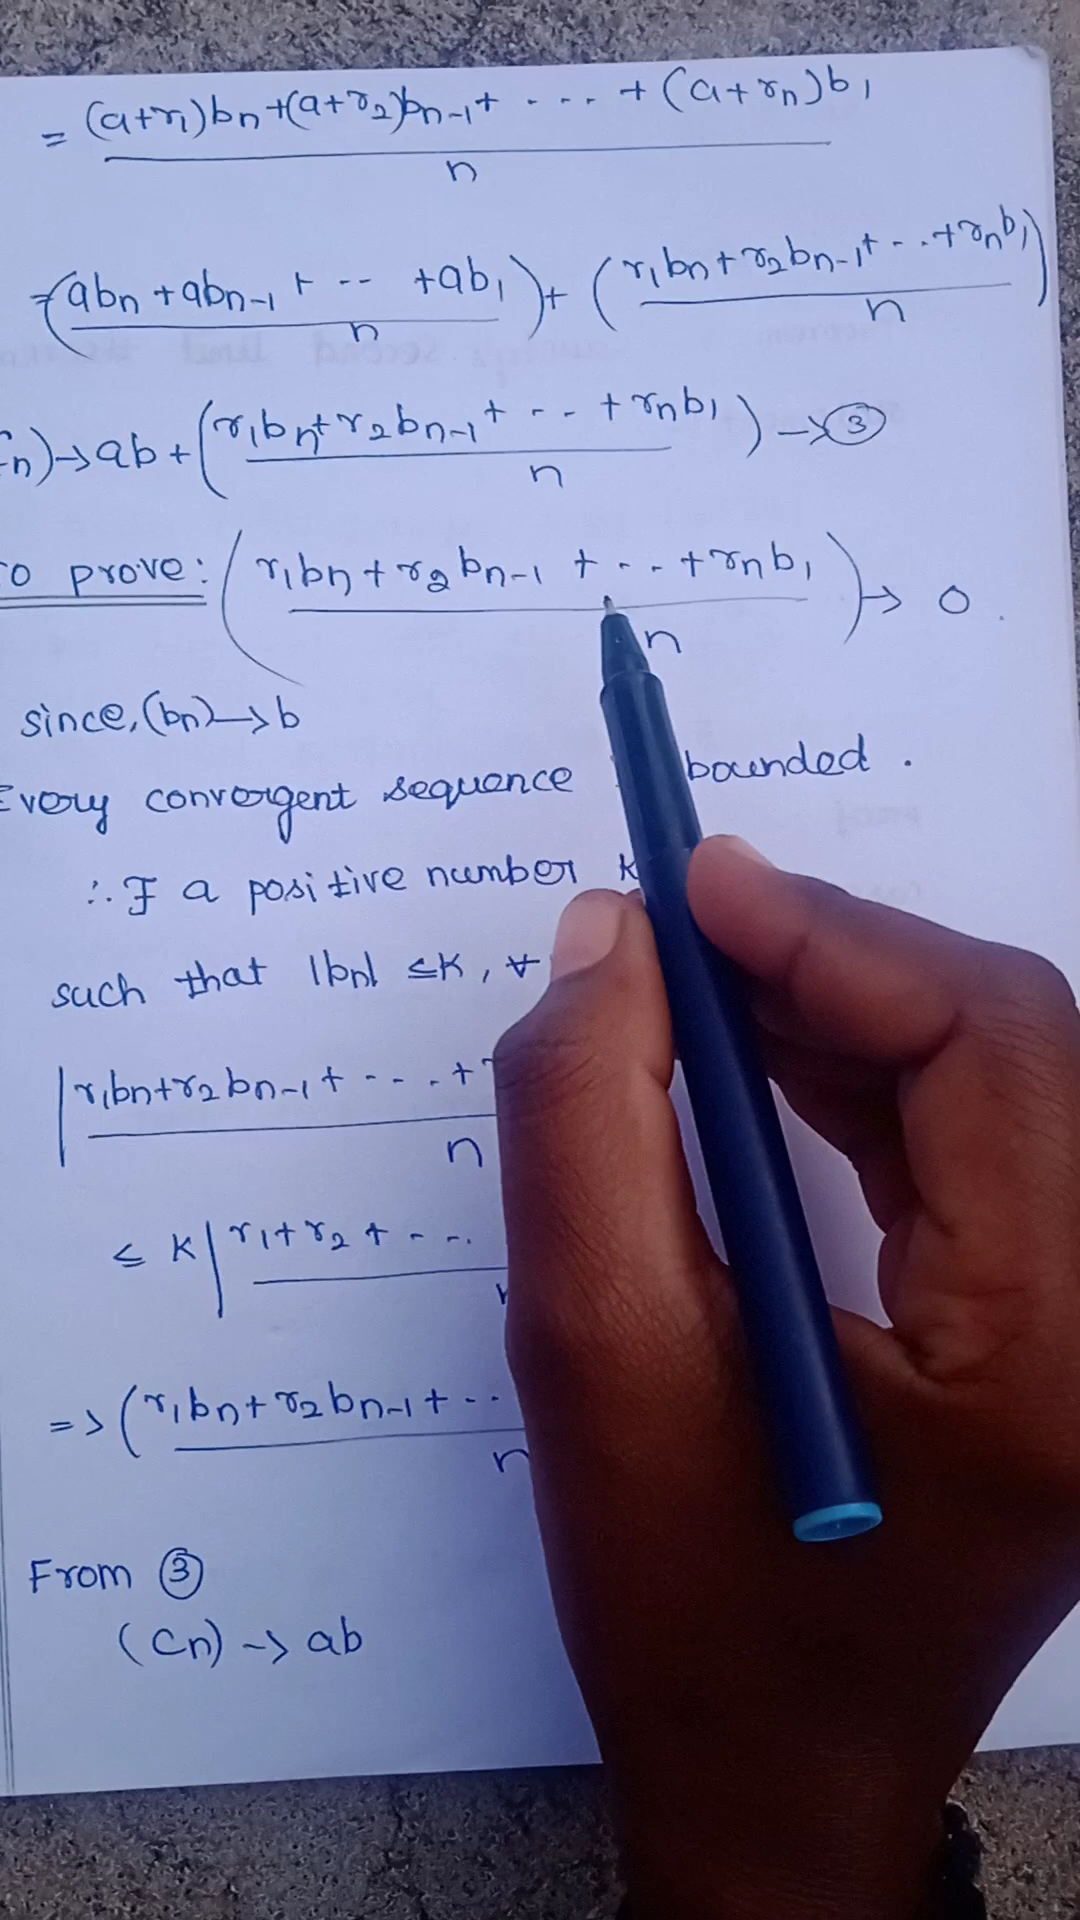 = (a+r1)bn+(a+r2)bn-1+ - - - . + (a+rn)b1 / n
= (abn + abn-1 + - - + ab1 / n) + (r1bn + r2bn-1 + - - . + rnb1 / n)
n) → ab + (r1bn + r2bn-1 + - - + rnb1 / n) → ③
To prove: (r1bn + r2bn-1 + - . . + rnb1 / n) → 0.
since, (bn) → b
Every convergent sequence bounded.
∴ ∃ a positive number K
such that |bn| ≤ K, ∀
|r1bn + r2bn-1 + - - - . + / n
≤ K | r1 + r2 + - - .
=> (r1bn + r2bn-1 + - - / n
From ③
(Cn) → ab